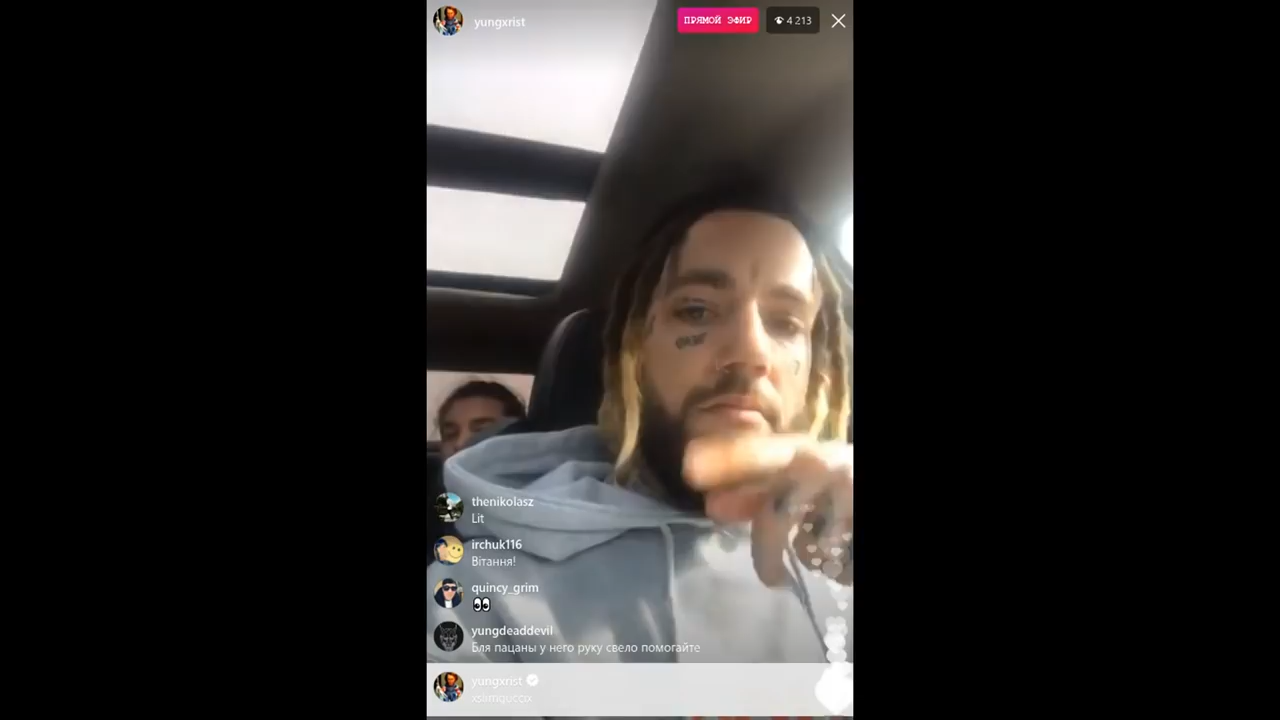 yungxrist
ПРЯМОЙ ЭФИР
4 213
thenikolasz
Lit
irchuk116
Вітання!
quincy_grim
👀
yungdeaddevil
Бля пацаны у него руку свело помогайте
yungxrist